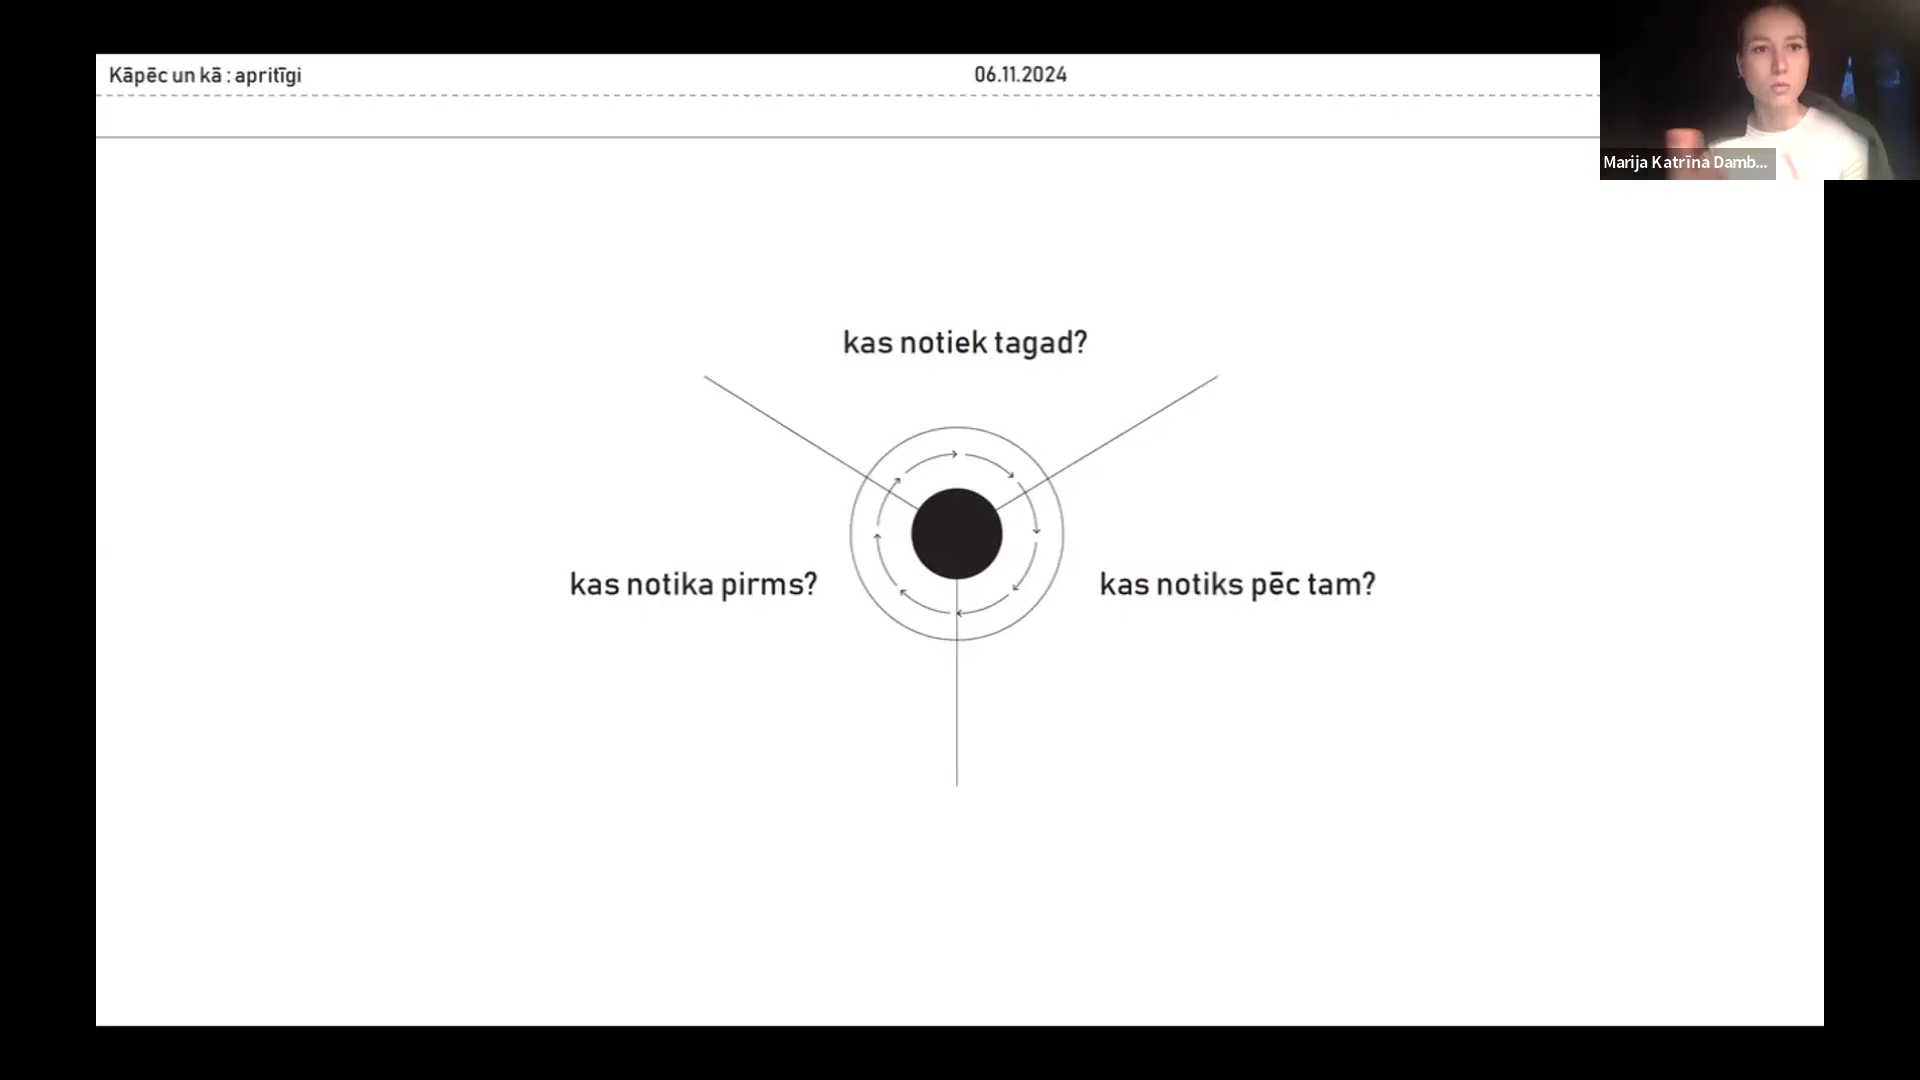 Kāpēc un kā : apritīgi
06.11.2024
Marija Katrīna Damb...
kas notiek tagad?
kas notika pirms?
kas notiks pēc tam?